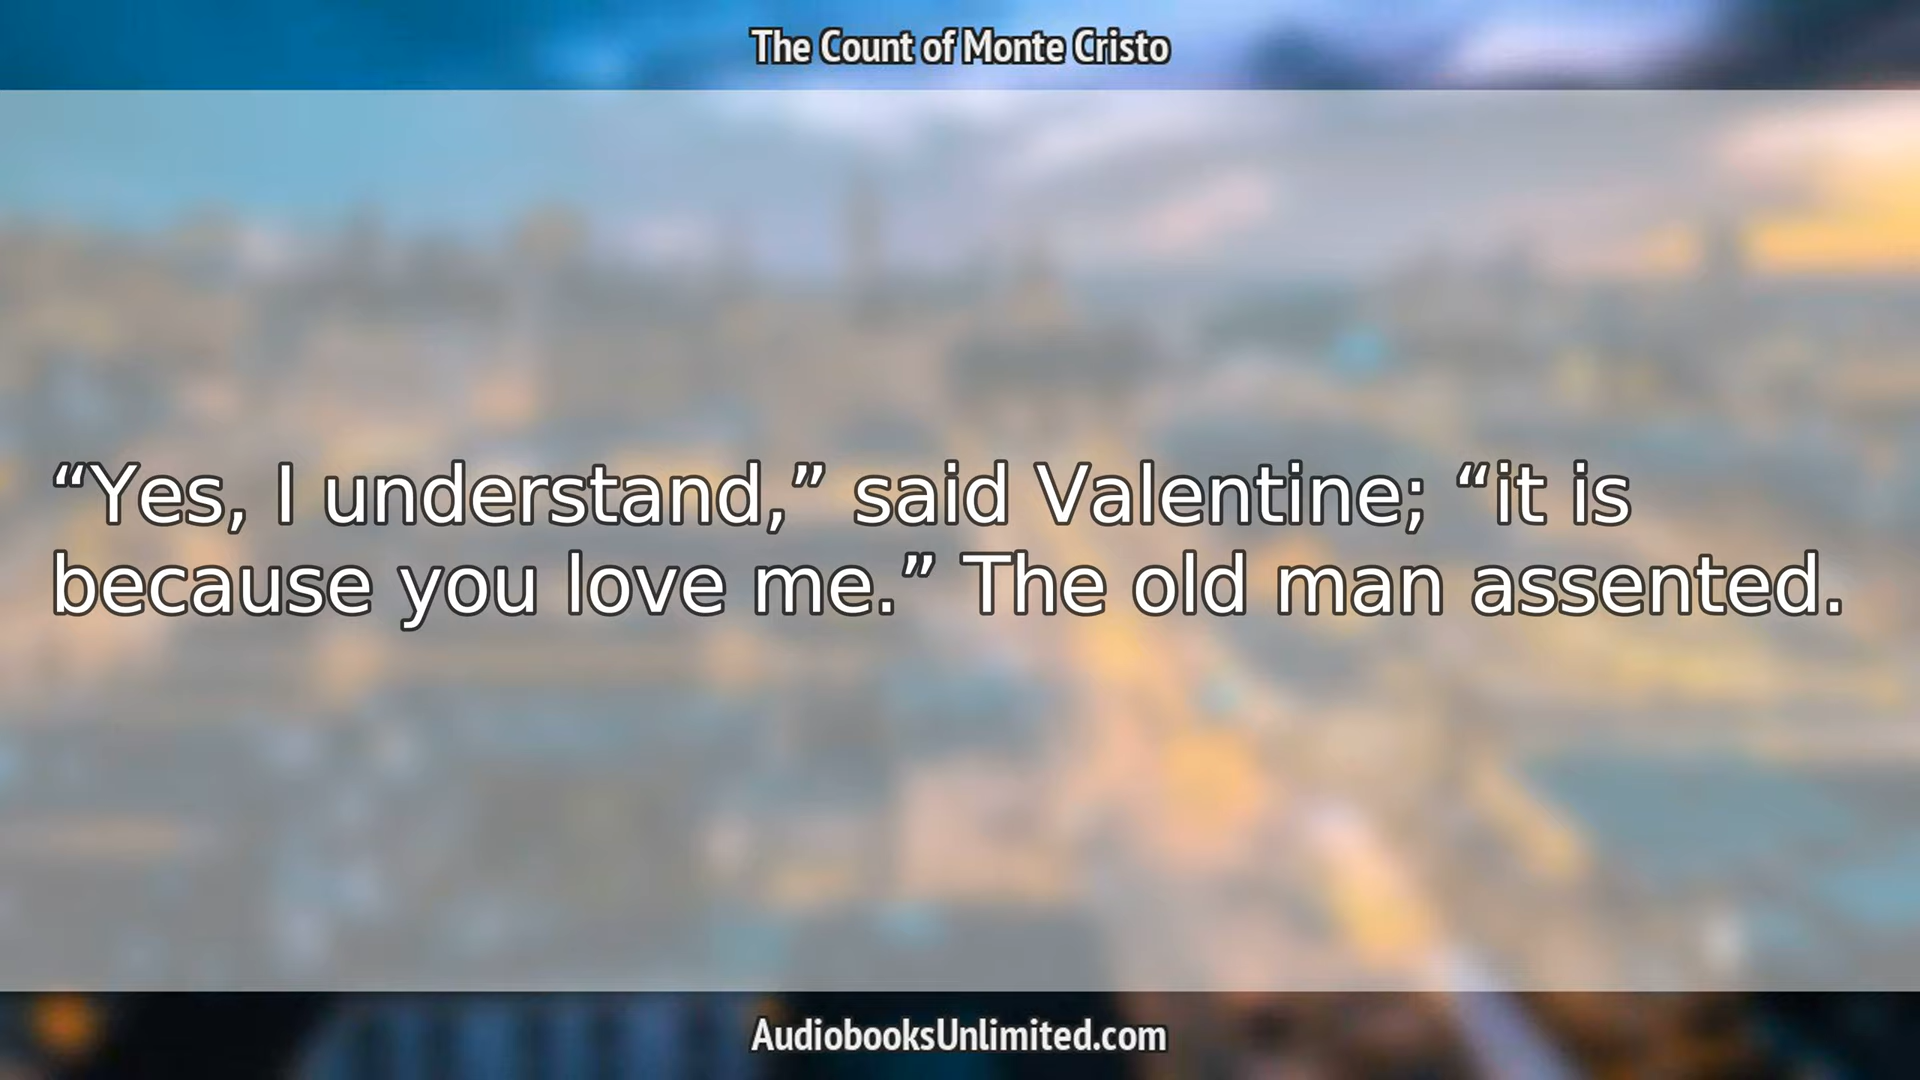 The Count of Monte Cristo
“Yes, I understand,” said Valentine; “it is
because you love me.” The old man assented.
AudiobooksUnlimited.com